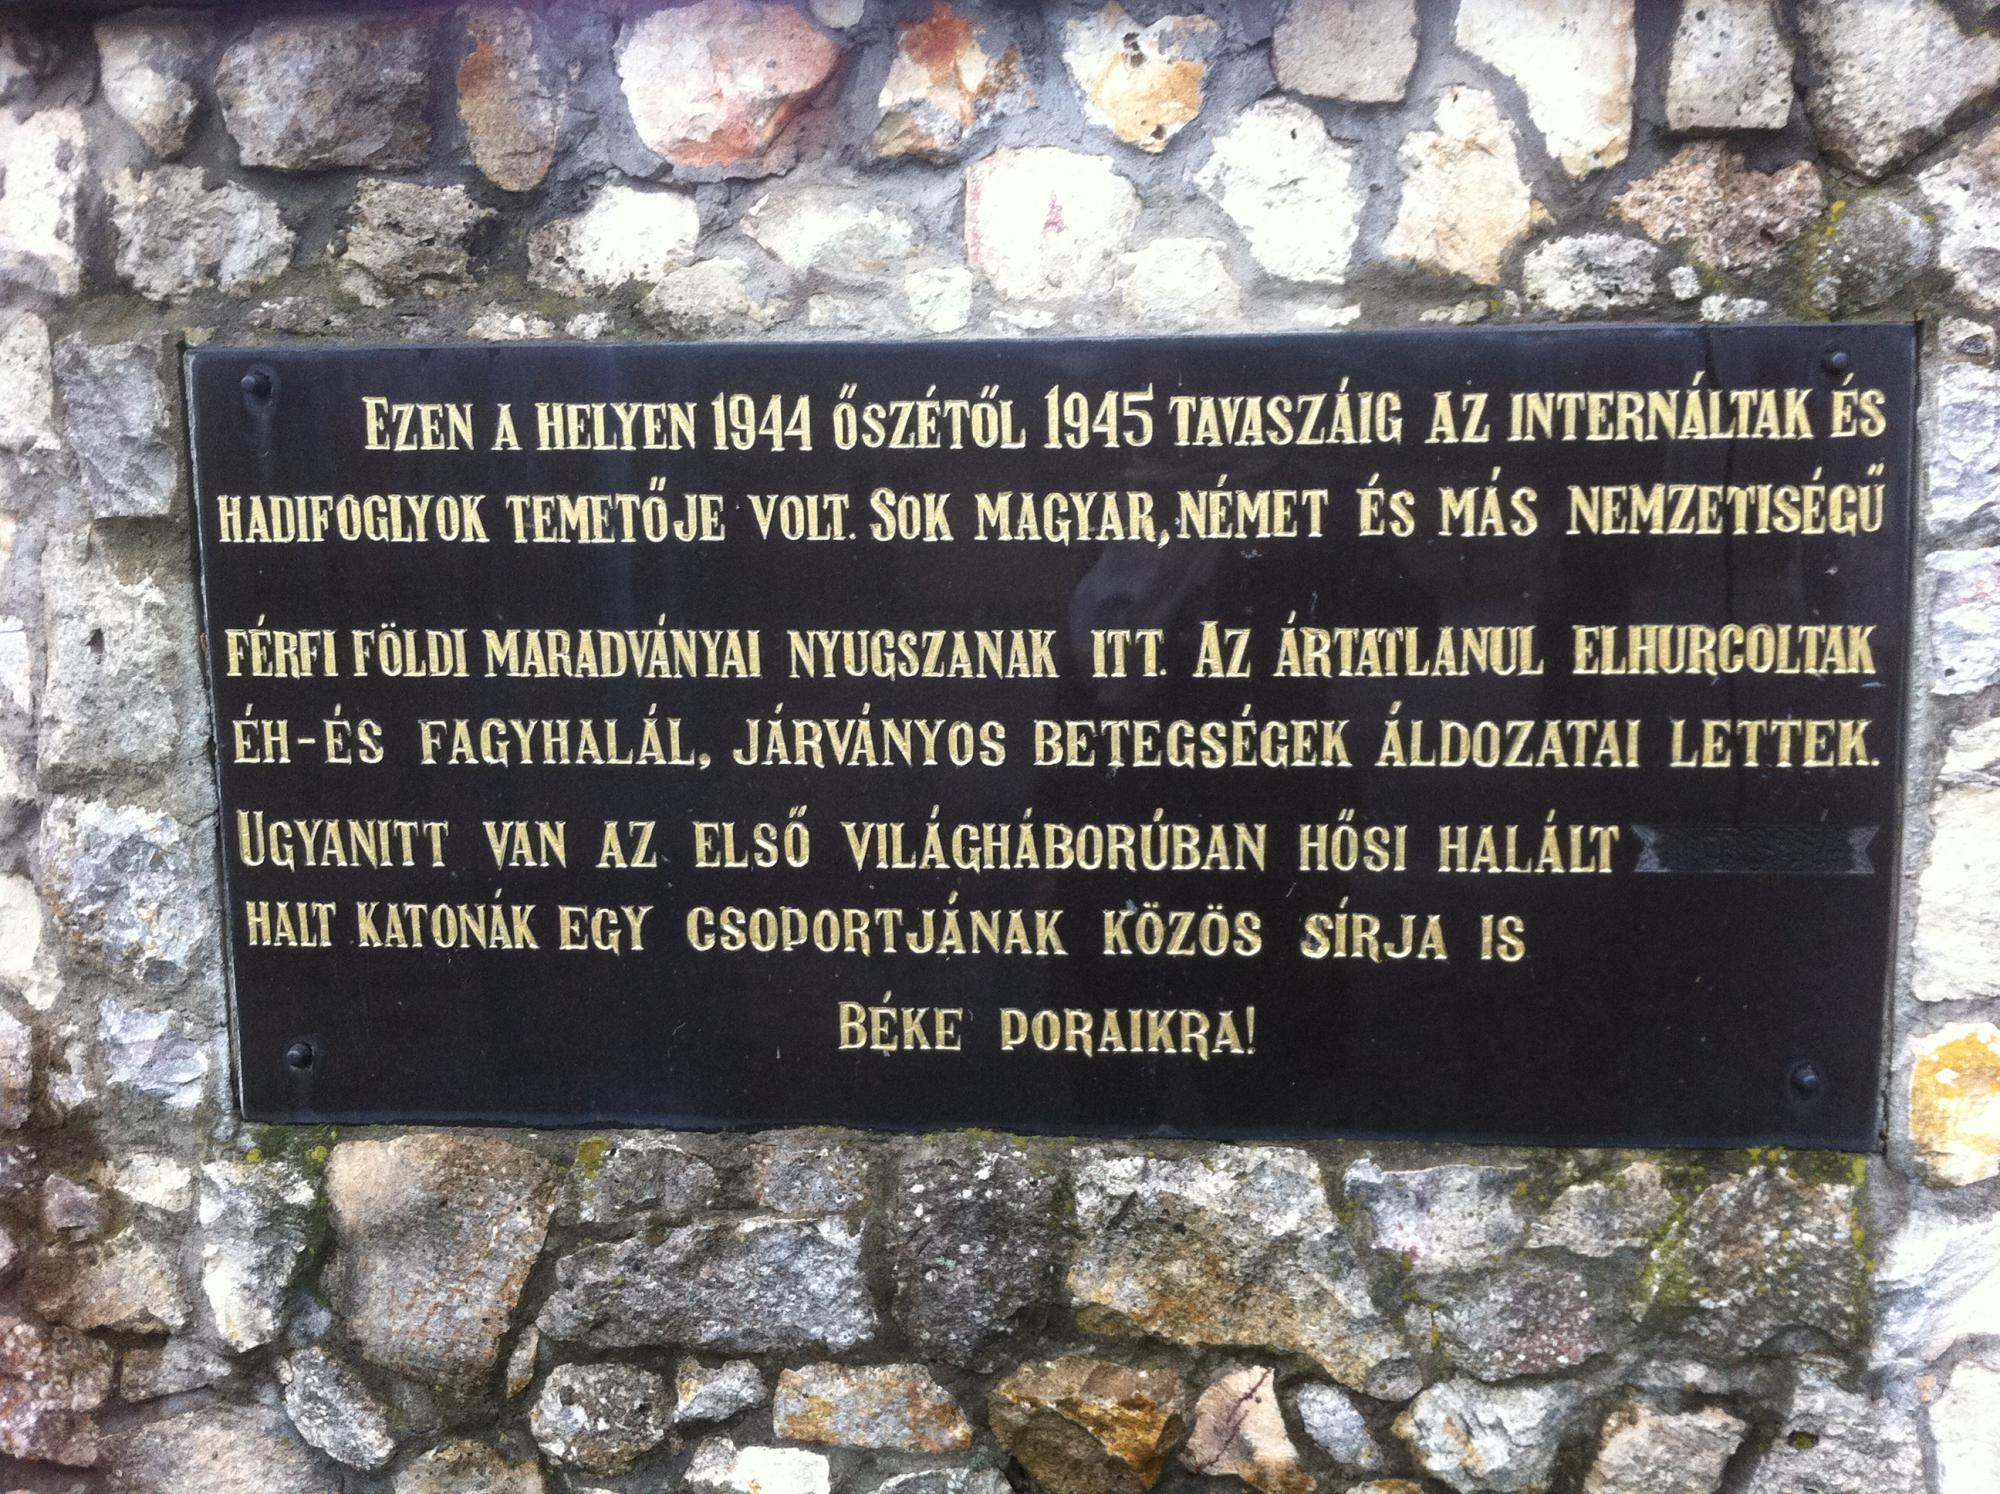 EZEN A HELYEN 1944 ŐSZÉTŐL 1945 TAVASZÁIG AZ INTERNÁLTAK ÉS
HADIFOGLYOK TEMETŐJE VOLT. SOK MAGYAR, NÉMET ÉS MÁS NEMZETISÉGŰ
FÉRFI FÖLDI MARADVÁNYAI NYUGSZANAK ITT. AZ ÁRTATLANUL ELHURCOLTAK
ÉH-ÉS FAGYHALÁL, JÁRVÁNYOS BETEGSÉGEK ÁLDOZATAI LETTEK.
UGYANITT VAN AZ ELSŐ VILÁGHÁBORÚBAN HŐSI HALÁLT
HALT KATONÁK EGY CSOPORTJÁNAK KÖZÖS SÍRJA IS
BÉKE PORAIKRA!